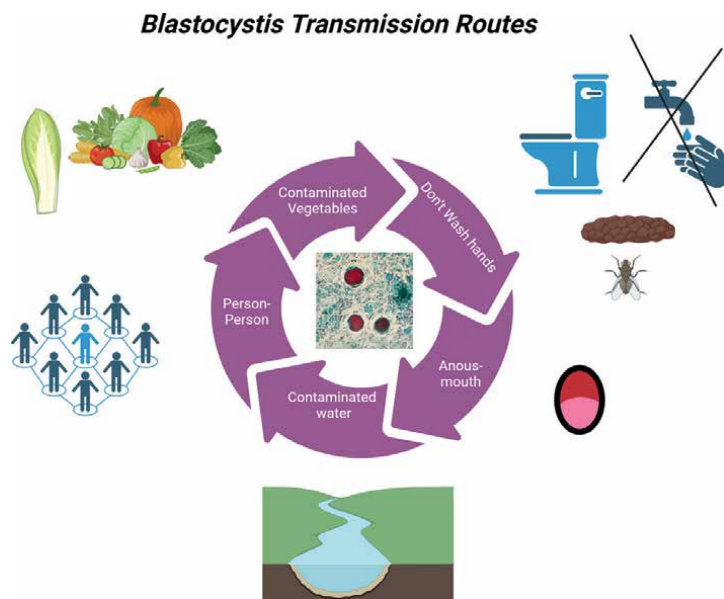 Blastocystis Transmission Routes
Contaminated
Vegetables
Don't Wash hands
Anous-
mouth
Contaminated
water
Person-
Person